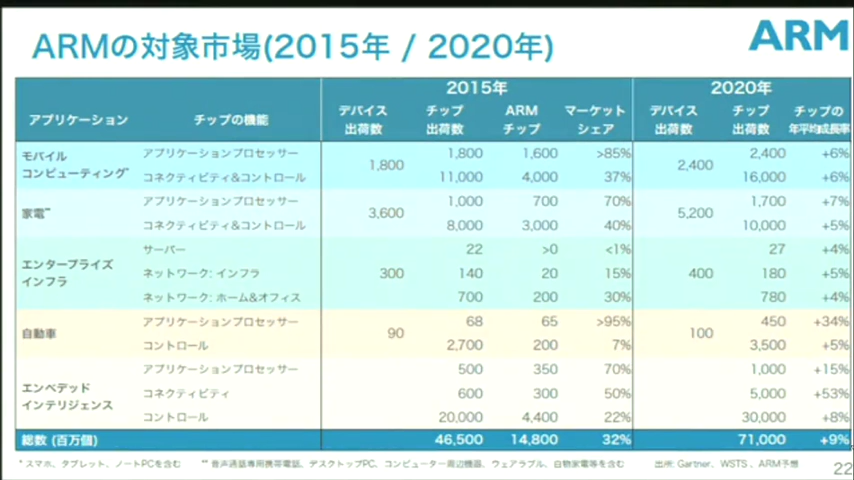 ARMの対象市場(2015年 / 2020年)
ARM
2015年 2020年
アプリケーション チップの機能 デバイス出荷数 チップ出荷数 ARMチップ マーケットシェア デバイス出荷数 チップ出荷数 チップの年平均成長率
モバイルコンピューティング* アプリケーションプロセッサー 1,800 1,800 1,600 >85% 2,400 2,400 +6%
コネクティビティ&コントロール 11,000 4,000 37% 16,000 +6%
家電** アプリケーションプロセッサー 3,600 1,000 700 70% 5,200 1,700 +7%
コネクティビティ&コントロール 8,000 3,000 40% 10,000 +5%
エンタープライズインフラ サーバー 22 >0 <1% 27 +4%
ネットワーク: インフラ 300 140 20 15% 400 180 +5%
ネットワーク: ホーム&オフィス 700 200 30% 780 +4%
自動車 アプリケーションプロセッサー 90 68 65 >95% 100 450 +34%
コントロール 2,700 200 7% 3,500 +5%
エンベデッドインテリジェンス アプリケーションプロセッサー 500 350 70% 1,000 +15%
コネクティビティ 600 300 50% 5,000 +53%
コントロール 20,000 4,400 22% 30,000 +8%
総数 (百万個) 46,500 14,800 32% 71,000 +9%
* スマホ、タブレット、ノートPCを含む ** 音声通話専用携帯電話、デスクトップPC、コンピューター周辺機器、ウェアラブル、白物家電等を含む 出所: Gartner、WSTS、ARM予想
22